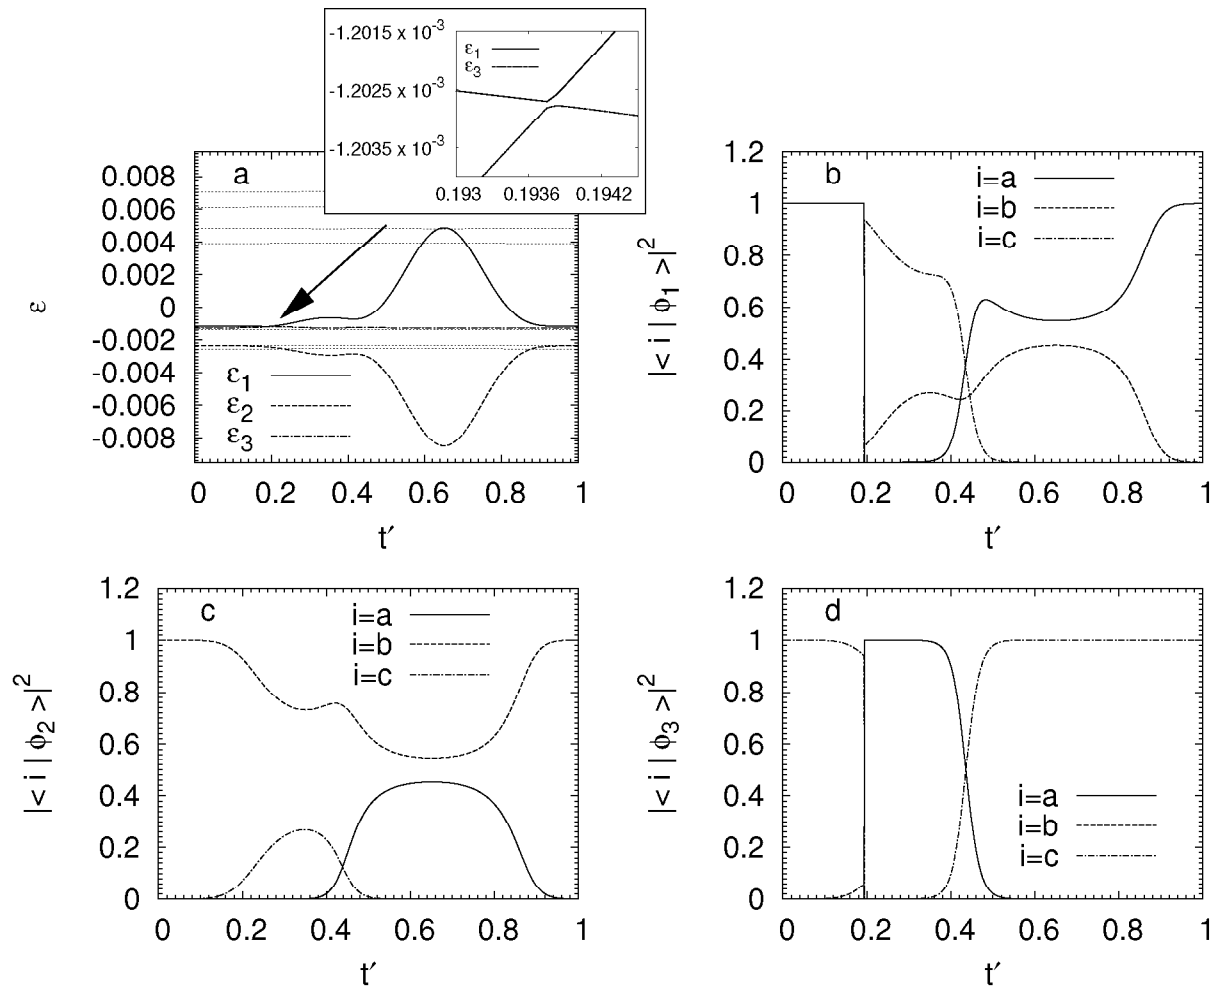 -1.2015 x 10-3
ε1
ε3
-1.2025 x 10-3
-1.2035 x 10-3
0.193 0.1936 0.1942
a
0.008
0.006
0.004
0.002
0
-0.002
-0.004
-0.006
-0.008
ε
ε1
ε2
ε3
0 0.2 0.4 0.6 0.8 1
t′
b
i=a
i=b
i=c
1.2
1
0.8
0.6
0.4
0.2
0
|< i | ϕ1 >|2
0 0.2 0.4 0.6 0.8 1
t′
c
i=a
i=b
i=c
1.2
1
0.8
0.6
0.4
0.2
0
|< i | ϕ2 >|2
0 0.2 0.4 0.6 0.8 1
t′
d
1.2
1
0.8
0.6
0.4
0.2
0
|< i | ϕ3 >|2
i=a
i=b
i=c
0 0.2 0.4 0.6 0.8 1
t′